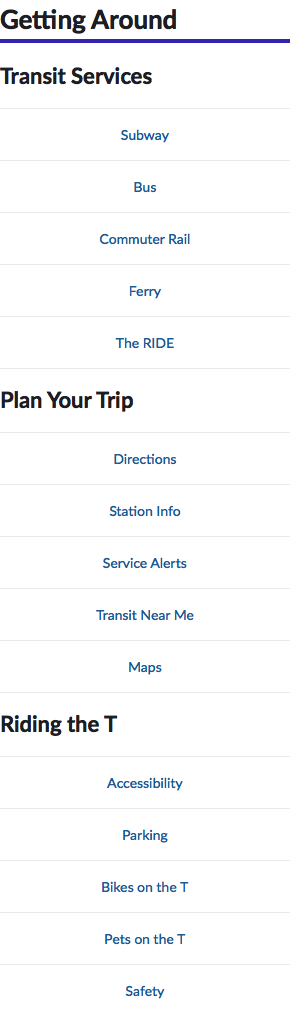 Getting Around
Transit Services
Subway
Bus
Commuter Rail
Ferry
The RIDE
Plan Your Trip
Directions
Station Info
Service Alerts
Transit Near Me
Maps
Riding the T
Accessibility
Parking
Bikes on the T
Pets on the T
Safety